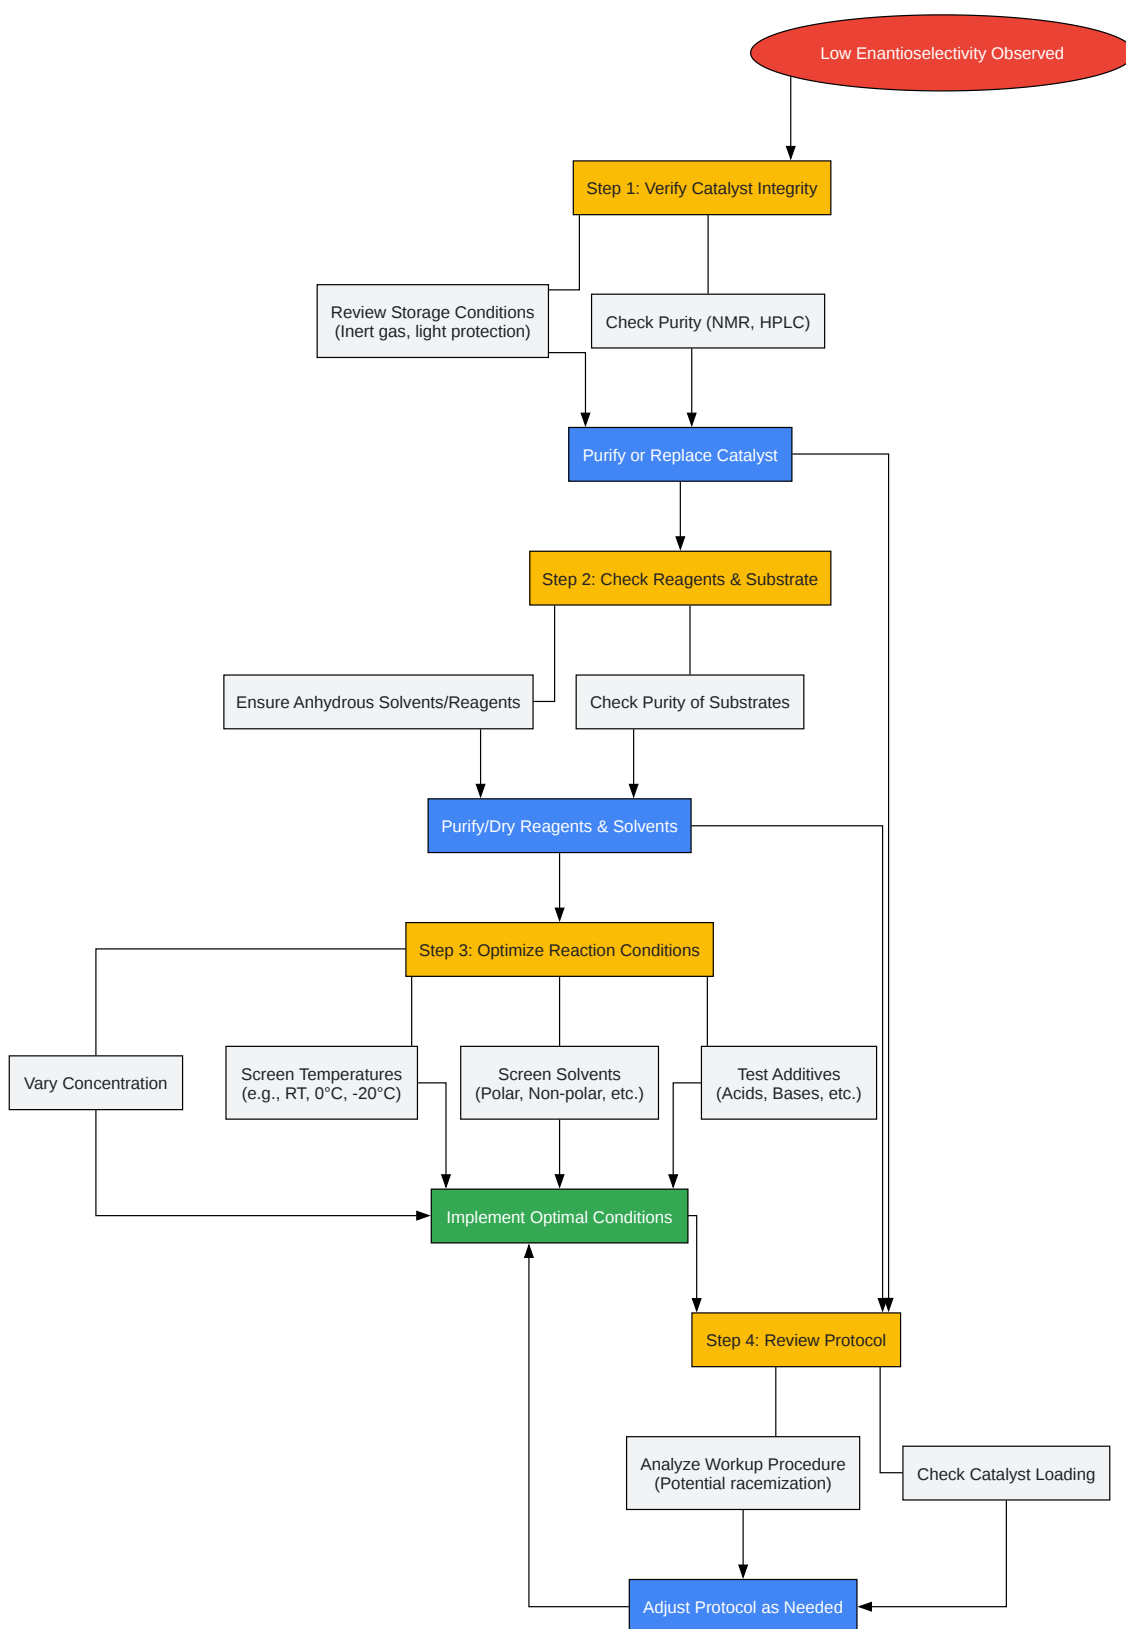 Low Enantioselectivity Observed
Step 1: Verify Catalyst Integrity
Review Storage Conditions
(Inert gas, light protection)
Check Purity (NMR, HPLC)
Purify or Replace Catalyst
Step 2: Check Reagents & Substrate
Ensure Anhydrous Solvents/Reagents
Check Purity of Substrates
Purify/Dry Reagents & Solvents
Step 3: Optimize Reaction Conditions
Vary Concentration
Screen Temperatures
(e.g., RT, 0°C, -20°C)
Screen Solvents
(Polar, Non-polar, etc.)
Test Additives
(Acids, Bases, etc.)
Implement Optimal Conditions
Step 4: Review Protocol
Analyze Workup Procedure
(Potential racemization)
Check Catalyst Loading
Adjust Protocol as Needed